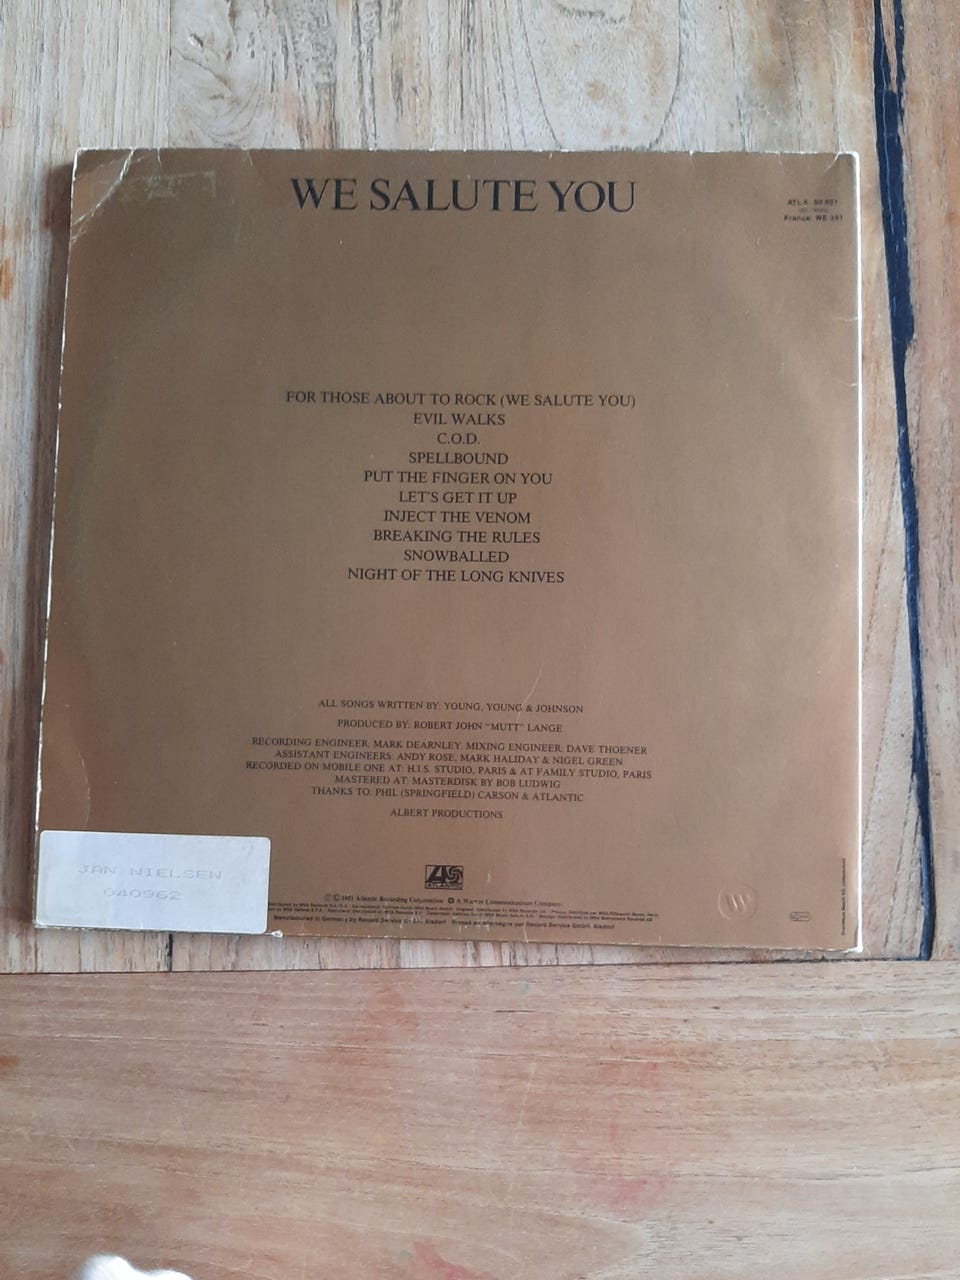 WE SALUTE YOU
France: WE 351
FOR THOSE ABOUT TO ROCK (WE SALUTE YOU)
EVIL WALKS
C.O.D.
SPELLBOUND
PUT THE FINGER ON YOU
LET'S GET IT UP
INJECT THE VENOM
BREAKING THE RULES
SNOWBALLED
NIGHT OF THE LONG KNIVES
ALL SONGS WRITTEN BY: YOUNG, YOUNG & JOHNSON
PRODUCED BY: ROBERT JOHN "MUTT" LANGE
RECORDING ENGINEER: MARK DEARNLEY. MIXING ENGINEER: DAVE THOENER
ASSISTANT ENGINEERS: ANDY ROSE, MARK HALIDAY & NIGEL GREEN
RECORDED ON MOBILE ONE AT: H.I.S. STUDIO, PARIS & AT FAMILY STUDIO, PARIS
MASTERED AT: MASTERDISK BY BOB LUDWIG
THANKS TO: PHIL (SPRINGFIELD) CARSON & ATLANTIC
ALBERT PRODUCTIONS
JAN NIELSEN
040962
ATLANTIC
℗ © 1981 Atlantic Recording Corporation A Warner Communications Company
Manufactured in Germany by Record Service GmbH, Alsdorf